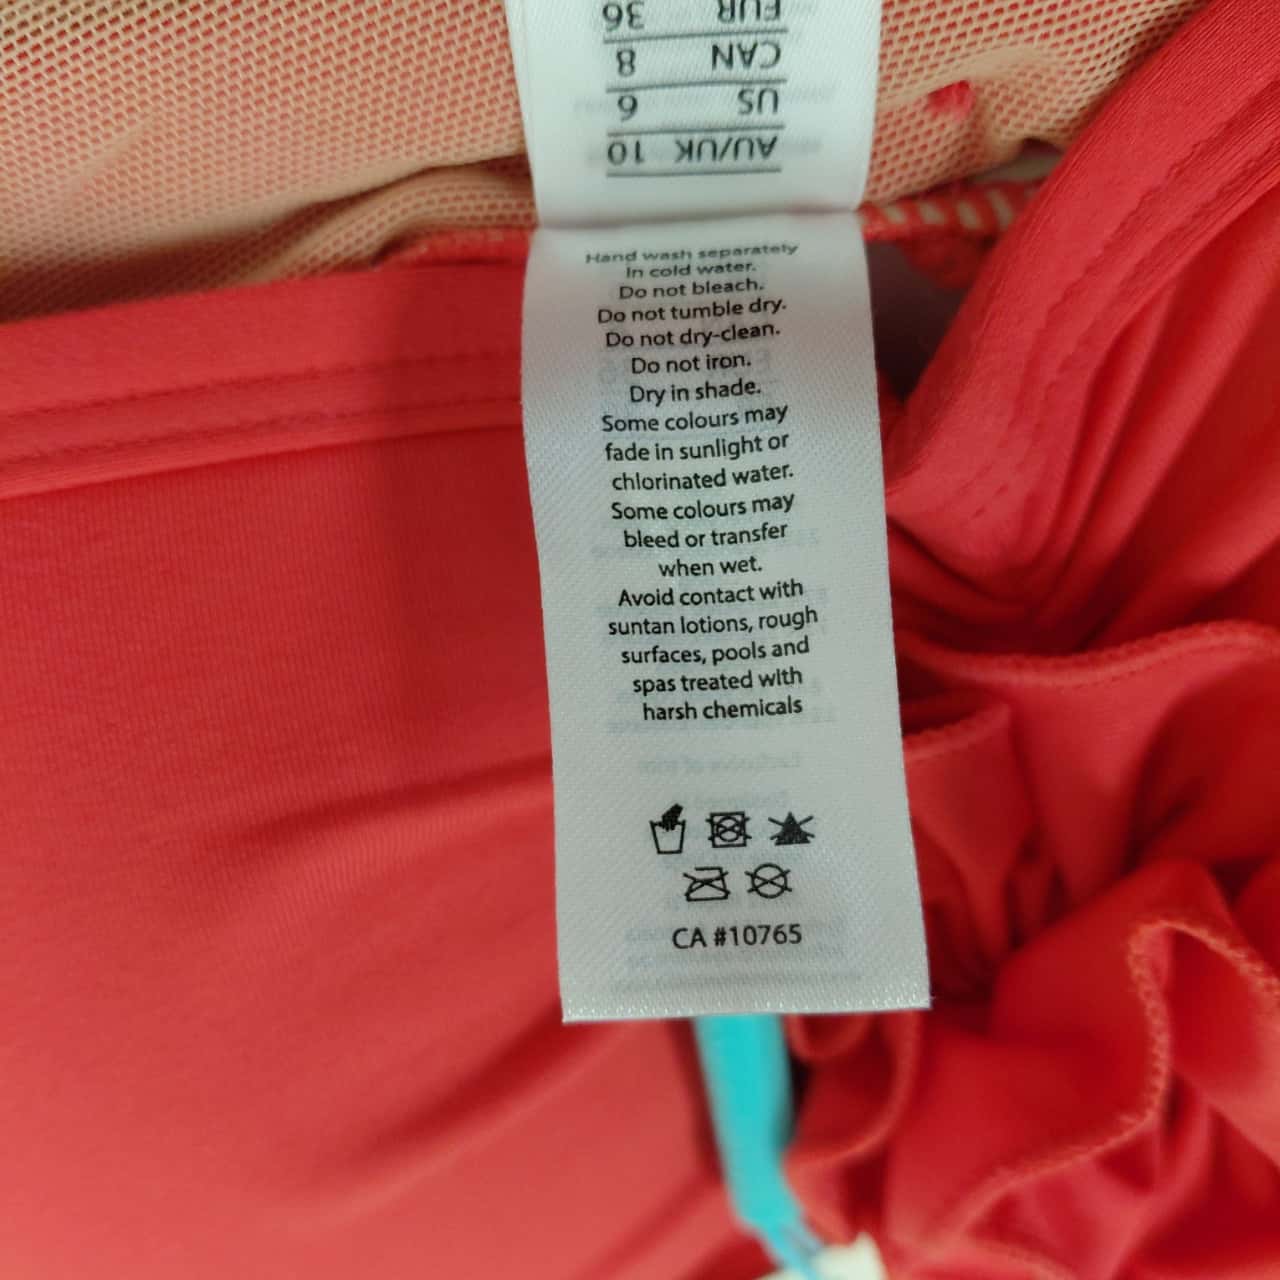 AU/UK 10
US 6
CAN 8
EUR 36
Hand wash separately
In cold water.
Do not bleach.
Do not tumble dry.
Do not dry-clean.
Do not iron.
Dry in shade.
Some colours may
fade in sunlight or
chlorinated water.
Some colours may
bleed or transfer
when wet.
Avoid contact with
suntan lotions, rough
surfaces, pools and
spas treated with
harsh chemicals
CA #10765